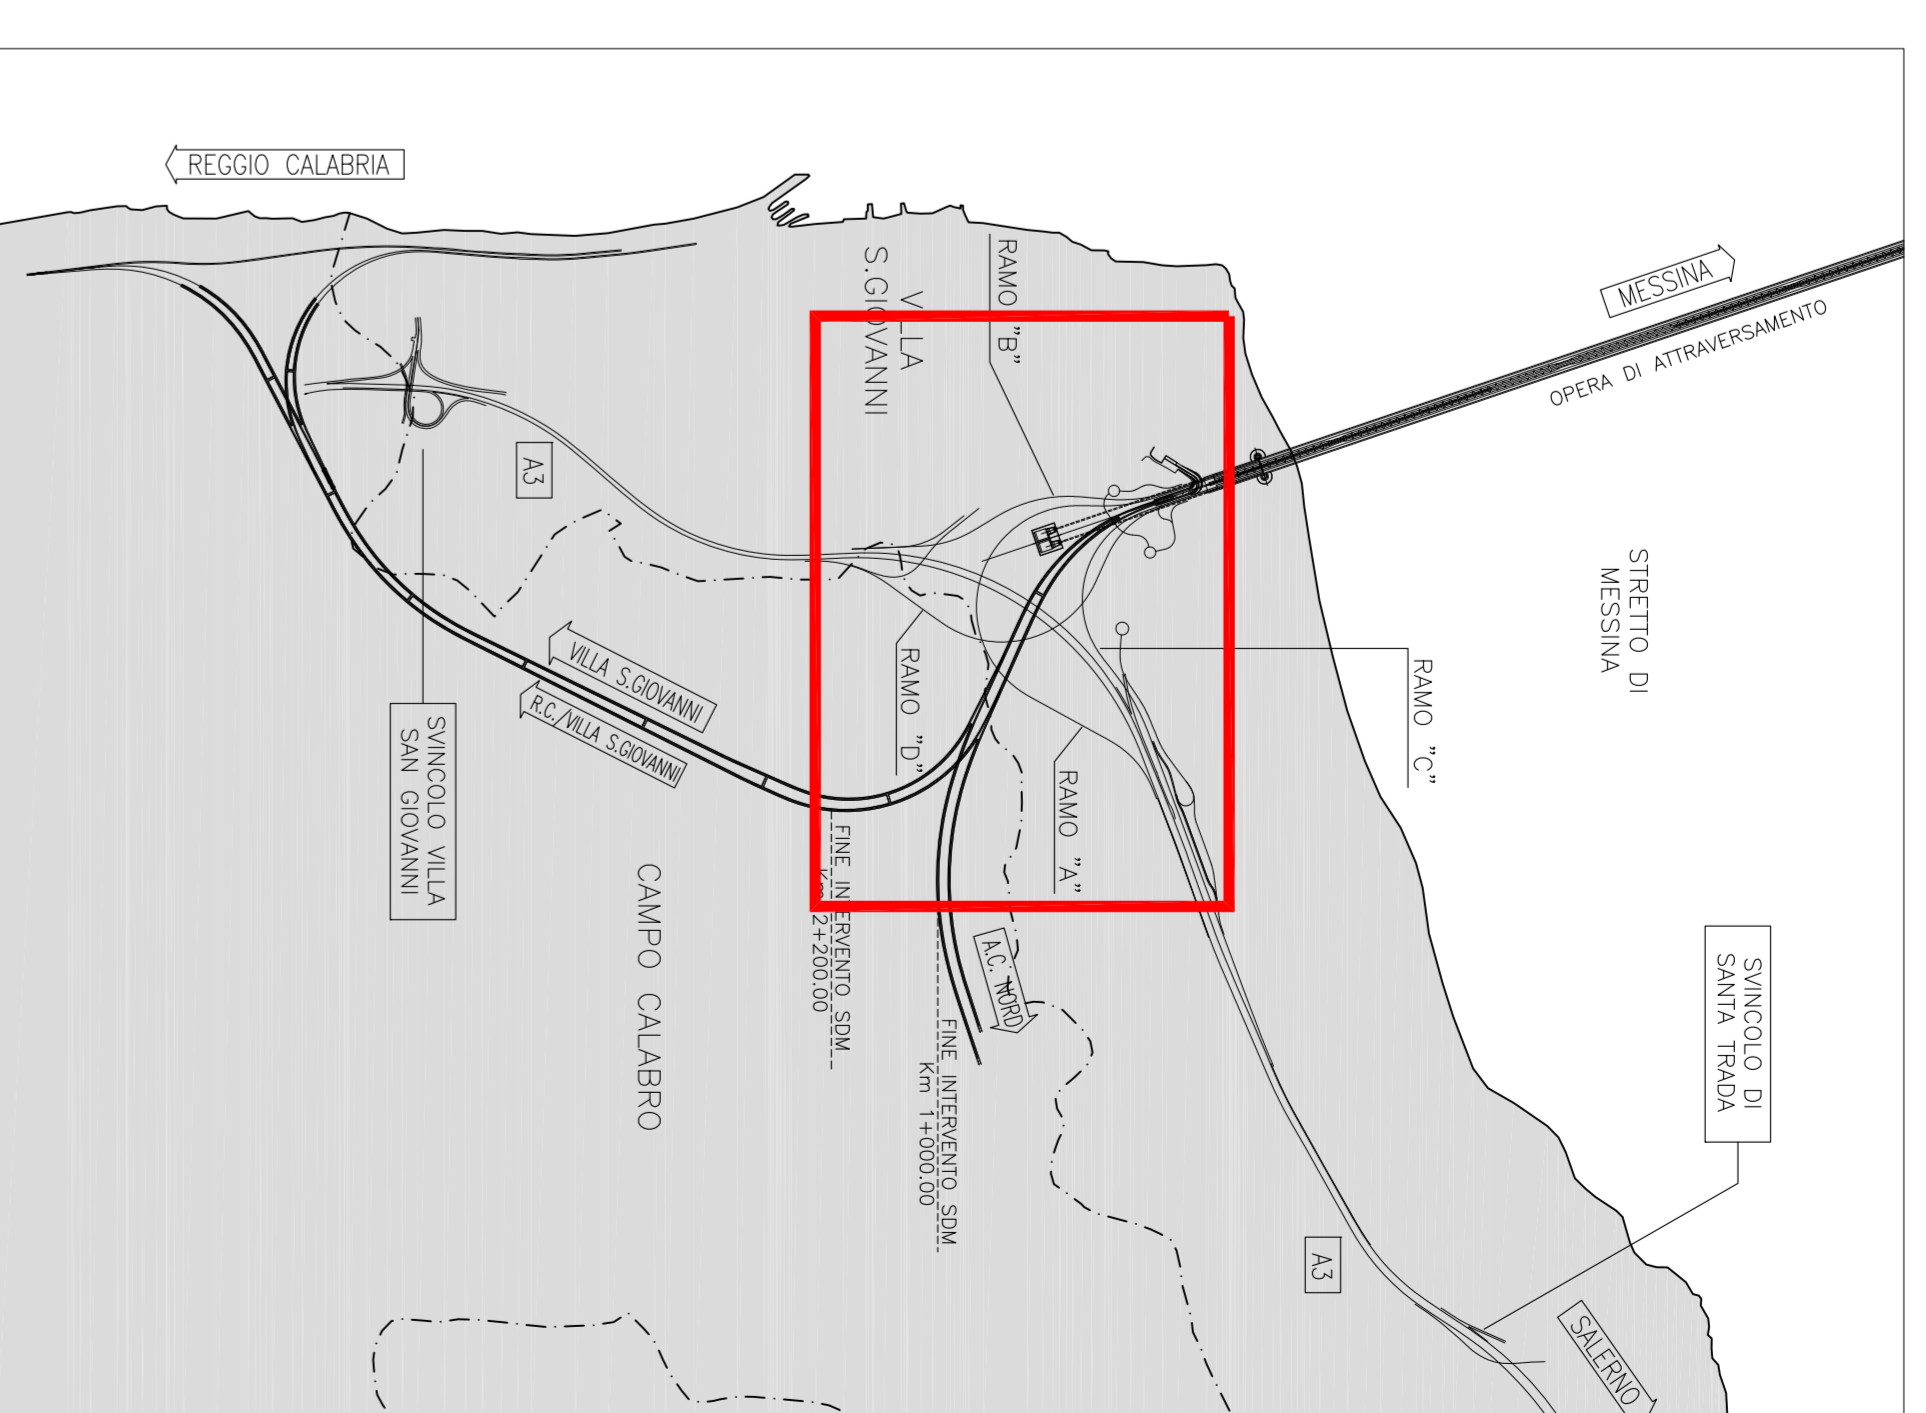 REGGIO CALABRIA
MESSINA
OPERA DI ATTRAVERSAMENTO
VILLA
S.GIOVANNI
RAMO "B"
A3
STRETTO DI
MESSINA
RAMO "C"
RAMO "D"
RAMO "A"
VILLA S.GIOVANNI
R.C./VILLA S.GIOVANNI
SVINCOLO VILLA
SAN GIOVANNI
CAMPO CALABRO
FINE INTERVENTO SDM
Km 2+200.00
A.C. NORD
FINE INTERVENTO SDM
Km 1+000.00
SVINCOLO DI
SANTA TRADA
A3
SALERNO